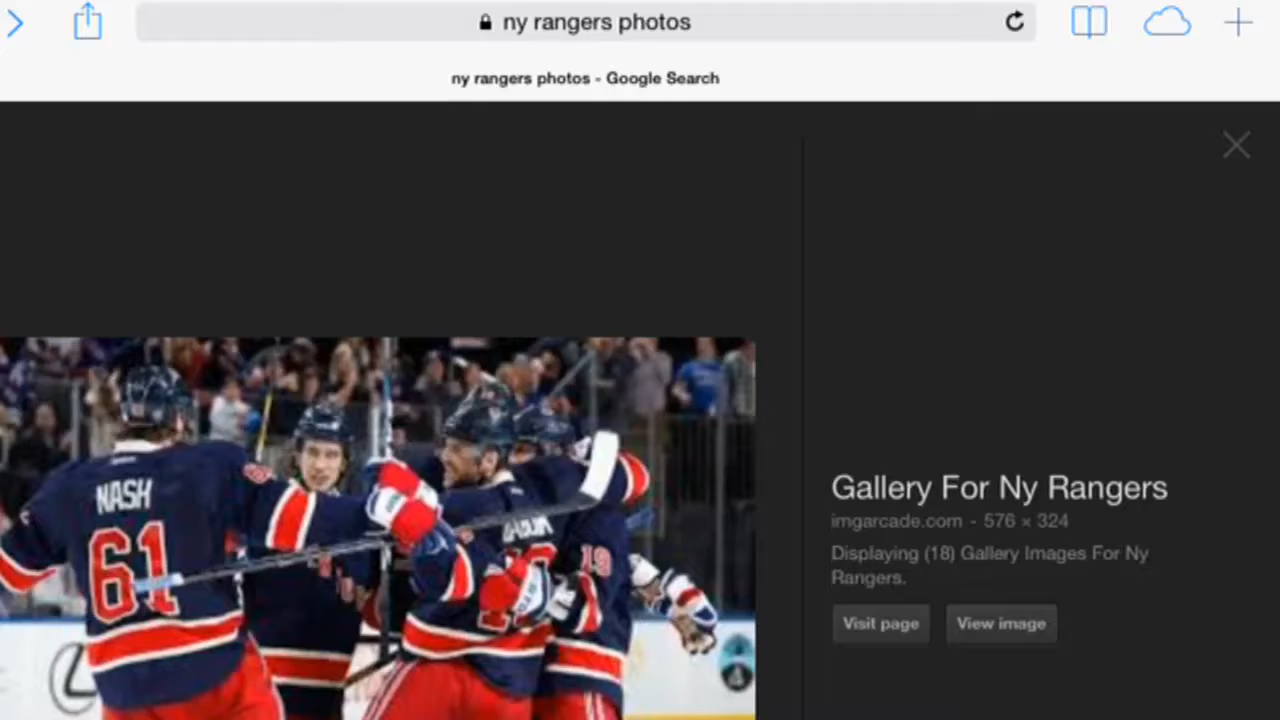 ny rangers photos
ny rangers photos - Google Search
NASH
61
19
Gallery For Ny Rangers
imgarcade.com - 576 × 324
Displaying (18) Gallery Images For Ny
Rangers.
Visit page
View image